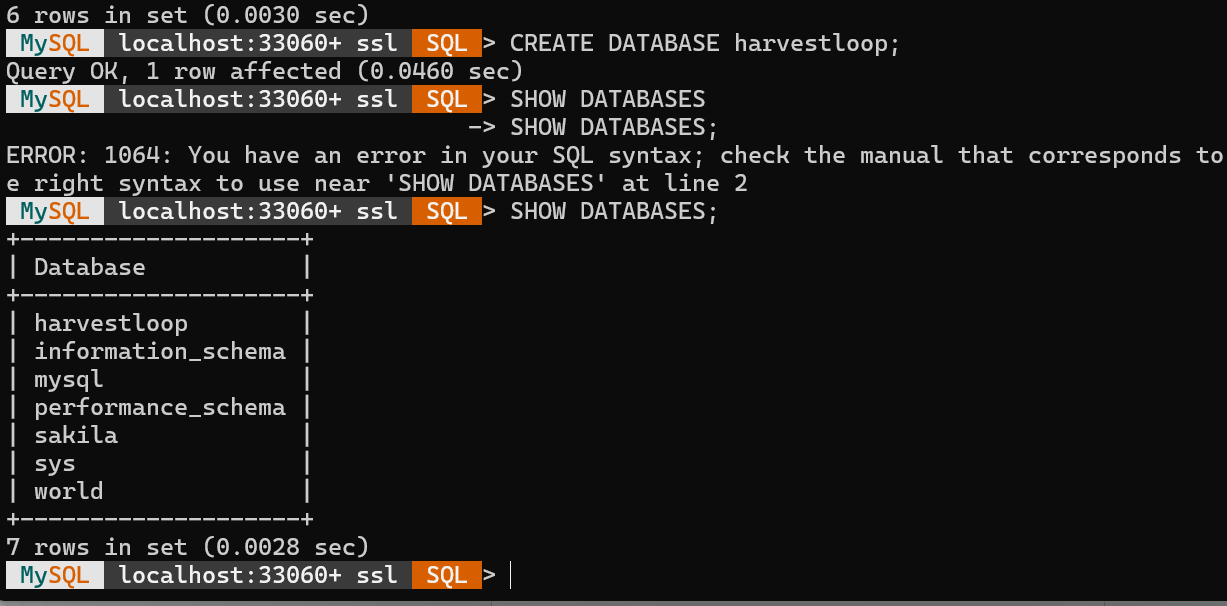 6 rows in set (0.0030 sec)
MySQL localhost:33060+ ssl SQL > CREATE DATABASE harvestloop;
Query OK, 1 row affected (0.0460 sec)
MySQL localhost:33060+ ssl SQL > SHOW DATABASES
-> SHOW DATABASES;
ERROR: 1064: You have an error in your SQL syntax; check the manual that corresponds to
e right syntax to use near 'SHOW DATABASES' at line 2
MySQL localhost:33060+ ssl SQL > SHOW DATABASES;
+--------------------+
| Database           |
+--------------------+
| harvestloop        |
| information_schema |
| mysql              |
| performance_schema |
| sakila             |
| sys                |
| world              |
+--------------------+
7 rows in set (0.0028 sec)
MySQL localhost:33060+ ssl SQL >